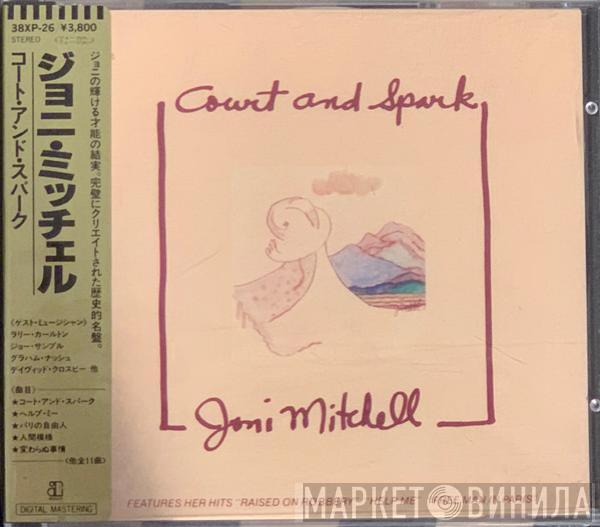 38XP-26 ¥3,800
STEREO
ジョニ・ミッチェル
コート・アンド・スパーク
ジョニの輝ける才能の結実。完璧にクリエイトされた歴史的名盤。
《ゲスト・ミュージシャン》
ラリー・カールトン
ジョー・サンプル
グラハム・ナッシュ
デイヴィッド・クロスビー 他
《曲目》
★コート・アンド・スパーク
★ヘルプ・ミー
★パリの自由人
★人間模様
★変わらぬ事情
《他全11曲》
DIGITAL MASTERING
Court and Spark
Joni Mitchell
FEATURES HER HITS "RAISED ON ROBBERY" "HELP ME" "FREE MAN IN PARIS"